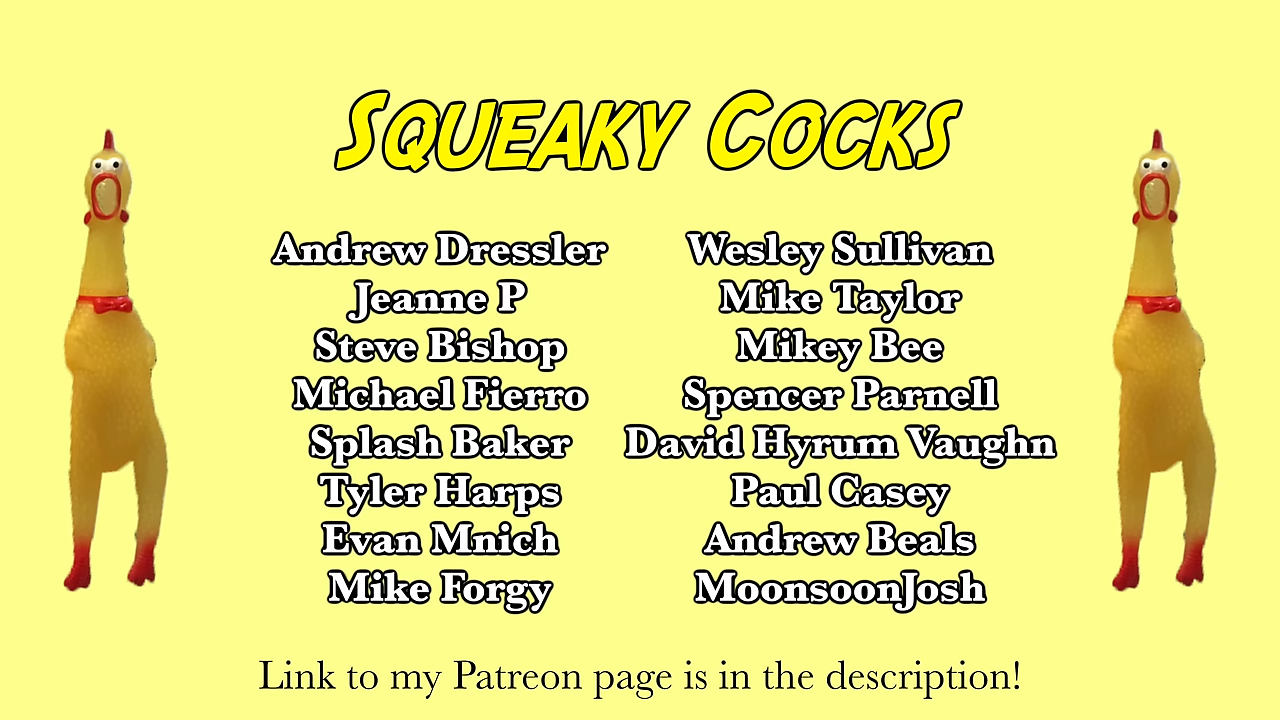 Squeaky Cocks
Andrew Dressler
Jeanne P
Steve Bishop
Michael Fierro
Splash Baker
Tyler Harps
Evan Mnich
Mike Forgy
Wesley Sullivan
Mike Taylor
Mikey Bee
Spencer Parnell
David Hyrum Vaughn
Paul Casey
Andrew Beals
MoonsoonJosh
Link to my Patreon page is in the description!